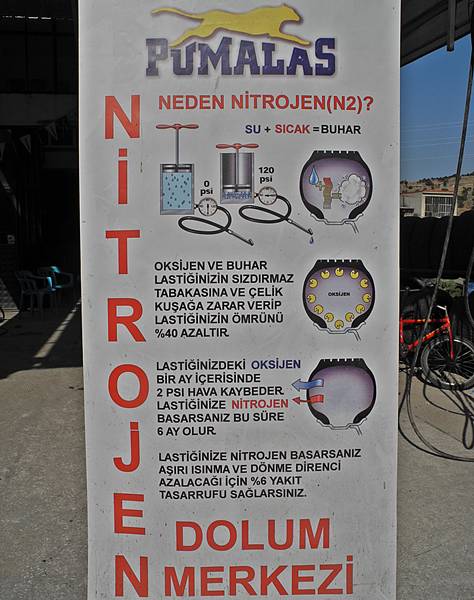 PUMALAS
NİTROJEN
NEDEN NİTROJEN(N2)?
SU + SICAK = BUHAR
0 psi
120 psi
OKSİJEN VE BUHAR
LASTİĞİNİZİN SIZDIRMAZ
TABAKASINA VE ÇELİK
KUŞAĞA ZARAR VERİP
LASTİĞİNİZİN ÖMRÜNÜ
%40 AZALTIR.
OKSİJEN
LASTİĞİNİZDEKİ OKSİJEN
BİR AY İÇERİSİNDE
2 PSI HAVA KAYBEDER.
LASTİĞİNİZE NİTROJEN
BASARSANIZ BU SÜRE
6 AY OLUR.
LASTİĞİNİZE NİTROJEN BASARSANIZ
AŞIRI ISINMA VE DÖNME DİRENCİ
AZALACAĞI İÇİN %6 YAKIT
TASARRUFU SAĞLARSINIZ.
DOLUM
MERKEZİ